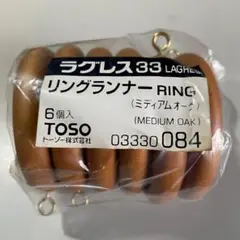 ラグレス33 LAGHE
リングランナー RING
(ミディアムオーク)
6個入 (MEDIUM OAK)
TOSO
トーソー株式会社
03330 084